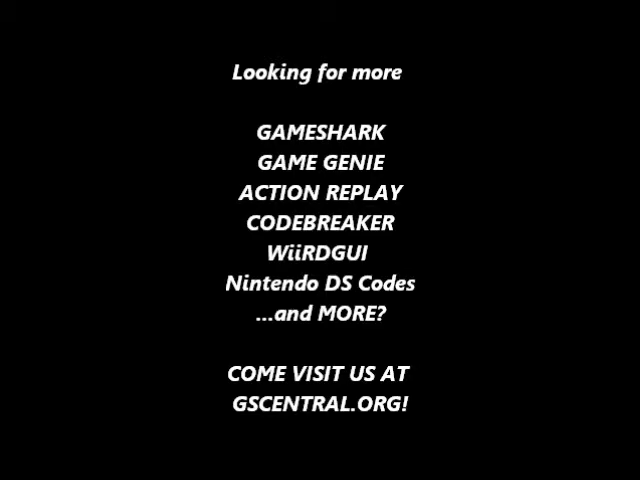 Looking for more
GAMESHARK
GAME GENIE
ACTION REPLAY
CODEBREAKER
WiiRDGUI
Nintendo DS Codes
...and MORE?
COME VISIT US AT
GSCENTRAL.ORG!